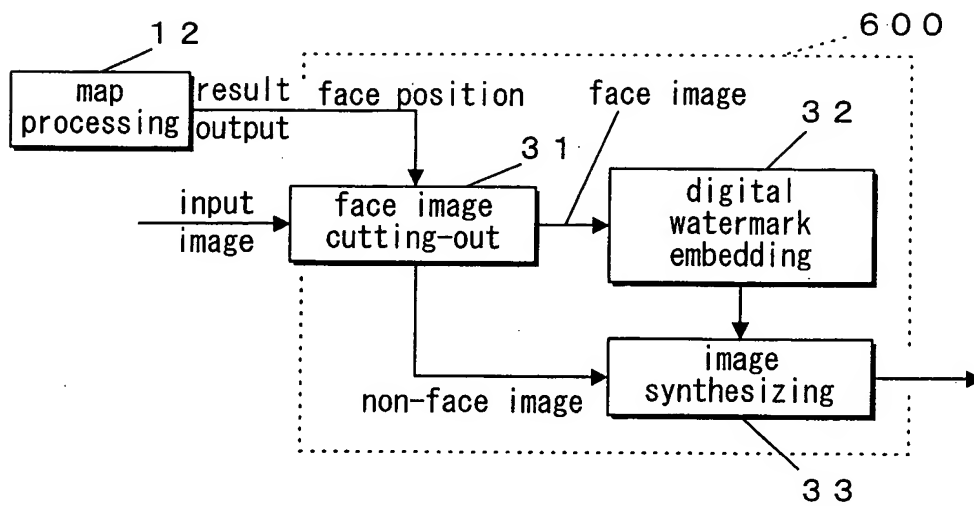 12
600
map
processing
result
output
face position
face image
32
31
input
image
face image
cutting-out
digital
watermark
embedding
non-face image
image
synthesizing
33